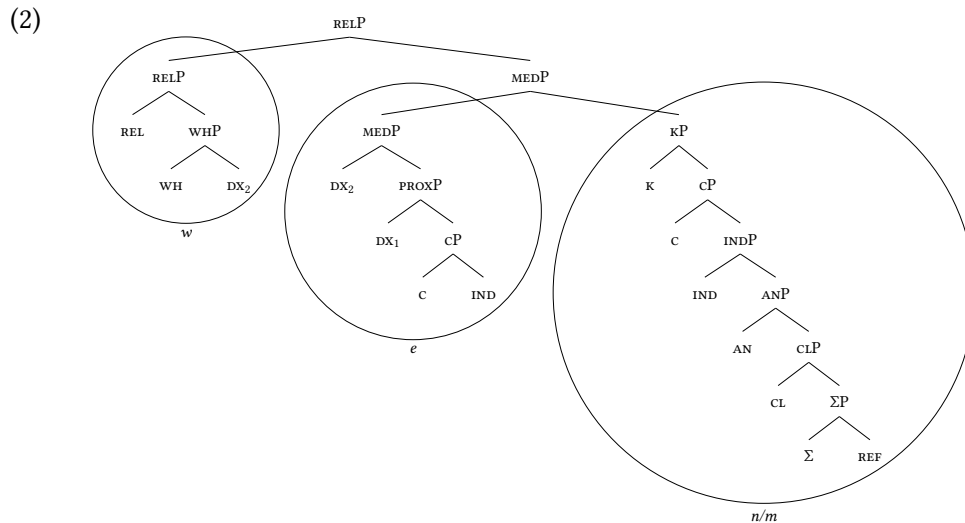 (2)
RELP
RELP MEDP
REL WHP MEDP KP
WH DX₂ DX₂ PROXP K CP
w DX₁ CP C INDP
C IND IND ANP
e AN CLP
CL ΣP
Σ REF
n/m